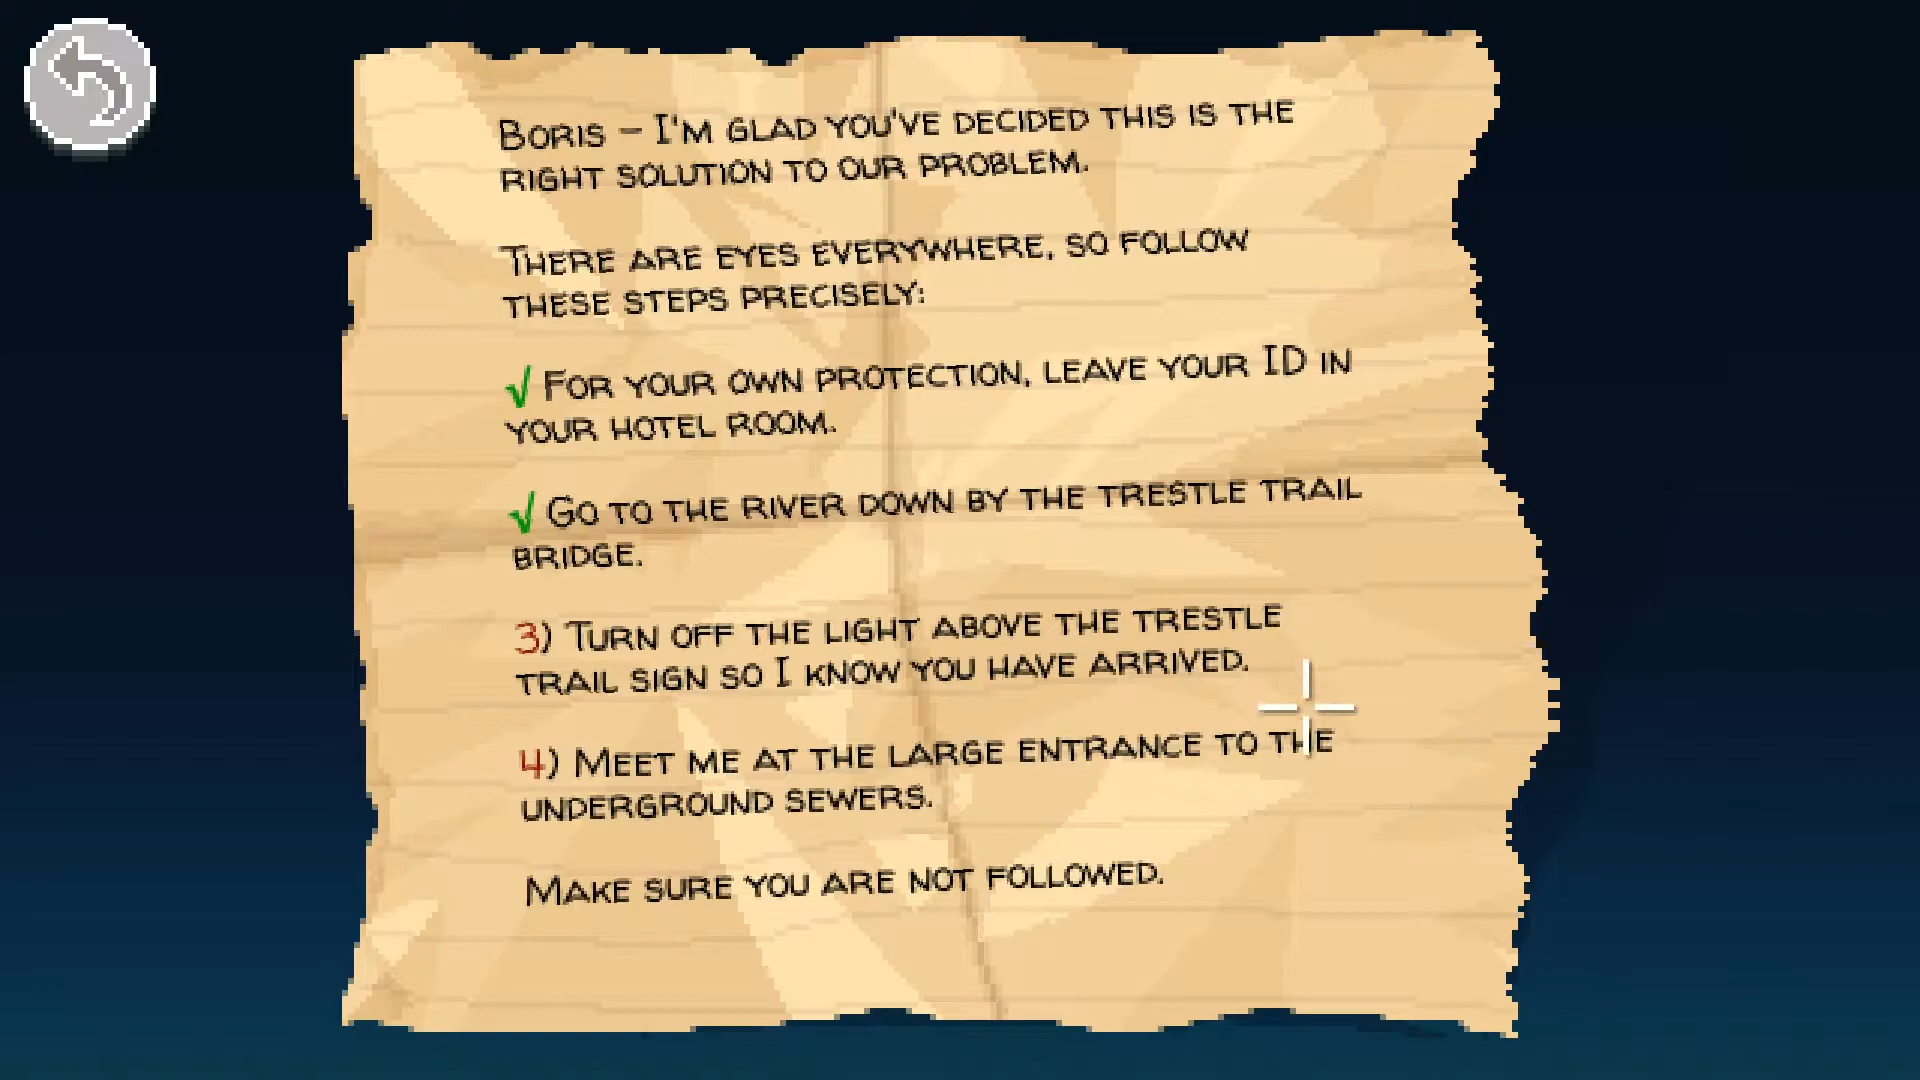 Boris – I'm glad you've decided this is the
right solution to our problem.
There are eyes everywhere, so follow
these steps precisely:
√ For your own protection, leave your ID in
your hotel room.
√ Go to the river down by the trestle trail
bridge.
3) Turn off the light above the trestle
trail sign so I know you have arrived.
4) Meet me at the large entrance to the
underground sewers.
Make sure you are not followed.